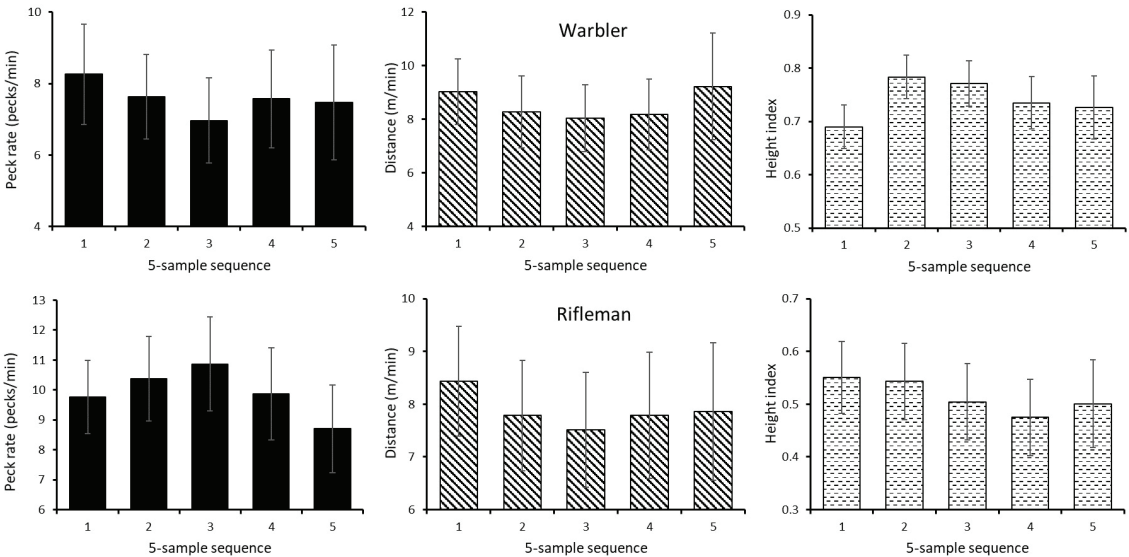 Peck rate (pecks/min)
10
8
6
4
1 2 3 4 5
5-sample sequence
Warbler
Distance (m/min)
12
10
8
6
4
1 2 3 4 5
5-sample sequence
Height index
0.9
0.8
0.7
0.6
0.5
1 2 3 4 5
5-sample sequence
Peck rate (pecks/min)
13
12
11
10
9
8
7
6
1 2 3 4 5
5-sample sequence
Rifleman
Distance (m/min)
10
9
8
7
6
1 2 3 4 5
5-sample sequence
Height index
0.7
0.6
0.5
0.4
0.3
1 2 3 4 5
5-sample sequence